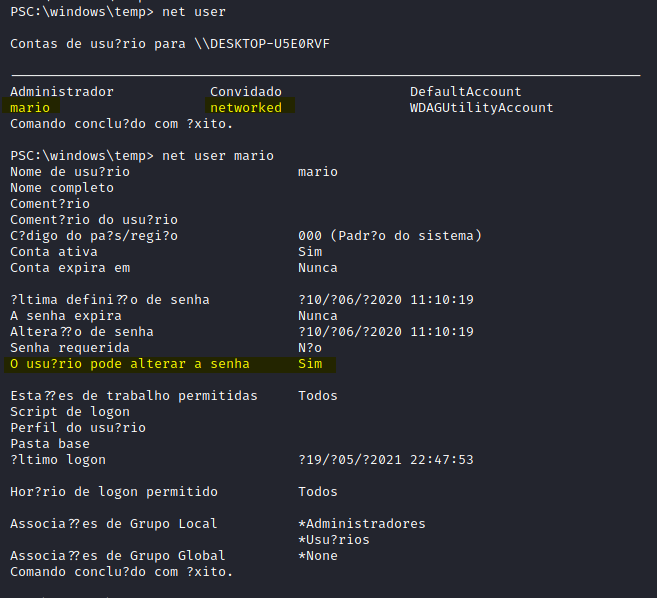 PSC:\windows\temp> net user
Contas de usu?rio para \\DESKTOP-U5E0RVF
Administrador Convidado DefaultAccount
mario networked WDAGUtilityAccount
Comando conclu?do com ?xito.
PSC:\windows\temp> net user mario
Nome de usu?rio mario
Nome completo
Coment?rio
Coment?rio do usu?rio
C?digo do pa?s/regi?o 000 (Padr?o do sistema)
Conta ativa Sim
Conta expira em Nunca
?ltima defini??o de senha ?10/?06/?2020 11:10:19
A senha expira Nunca
Altera??o de senha ?10/?06/?2020 11:10:19
Senha requerida N?o
O usu?rio pode alterar a senha Sim
Esta??es de trabalho permitidas Todos
Script de logon
Perfil do usu?rio
Pasta base
?ltimo logon ?19/?05/?2021 22:47:53
Hor?rio de logon permitido Todos
Associa??es de Grupo Local *Administradores
*Usu?rios
Associa??es de Grupo Global *None
Comando conclu?do com ?xito.